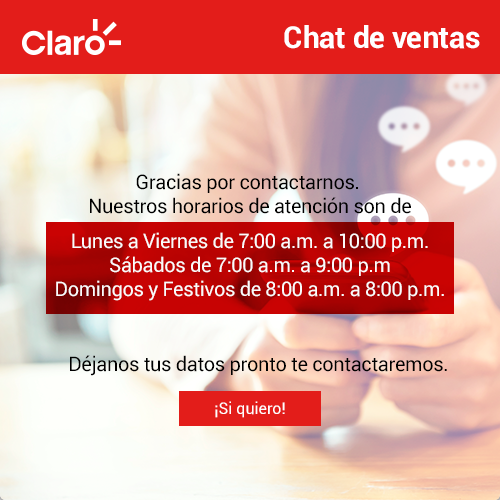 Claro
Chat de ventas
Gracias por contactarnos.
Nuestros horarios de atención son de
Lunes a Viernes de 7:00 a.m. a 10:00 p.m.
Sábados de 7:00 a.m. a 9:00 p.m
Domingos y Festivos de 8:00 a.m. a 8:00 p.m.
Déjanos tus datos pronto te contactaremos.
¡Si quiero!